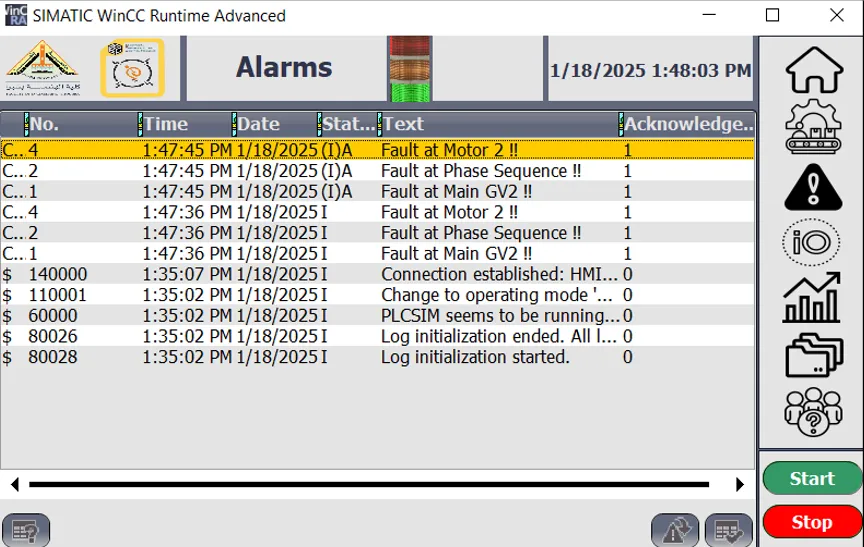 SIMATIC WinCC Runtime Advanced
Alarms
1/18/2025 1:48:03 PM
No. Time Date Stat... Text Acknowledge..
C.. 4 1:47:45 PM 1/18/2025 (I)A Fault at Motor 2 !! 1
C.. 2 1:47:45 PM 1/18/2025 (I)A Fault at Phase Sequence !! 1
C.. 1 1:47:45 PM 1/18/2025 (I)A Fault at Main GV2 !! 1
C.. 4 1:47:36 PM 1/18/2025 I Fault at Motor 2 !! 1
C.. 2 1:47:36 PM 1/18/2025 I Fault at Phase Sequence !! 1
C.. 1 1:47:36 PM 1/18/2025 I Fault at Main GV2 !! 1
$ 140000 1:35:07 PM 1/18/2025 I Connection established: HMI... 0
$ 110001 1:35:02 PM 1/18/2025 I Change to operating mode '... 0
$ 60000 1:35:02 PM 1/18/2025 I PLCSIM seems to be running... 0
$ 80026 1:35:02 PM 1/18/2025 I Log initialization ended. All l... 0
$ 80028 1:35:02 PM 1/18/2025 I Log initialization started. 0
iO
Start
Stop